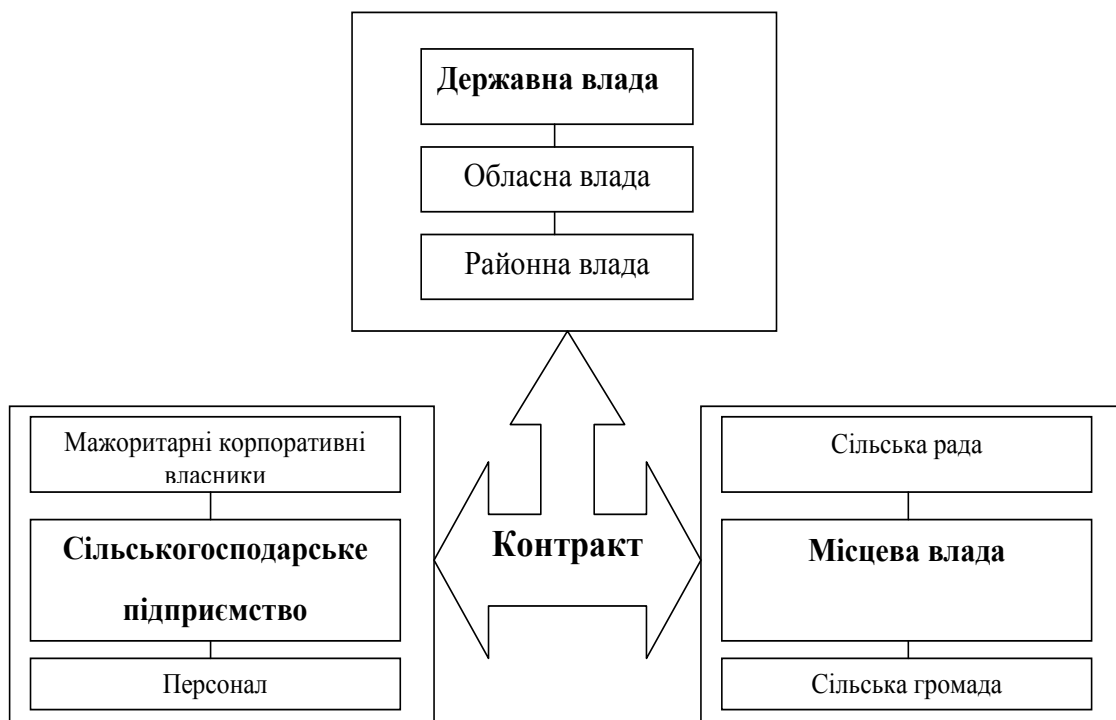 Державна влада
Обласна влада
Районна влада
Мажоритарні корпоративні
власники
Сільськогосподарське
підприємство
Персонал
Контракт
Сільська рада
Місцева влада
Сільська громада